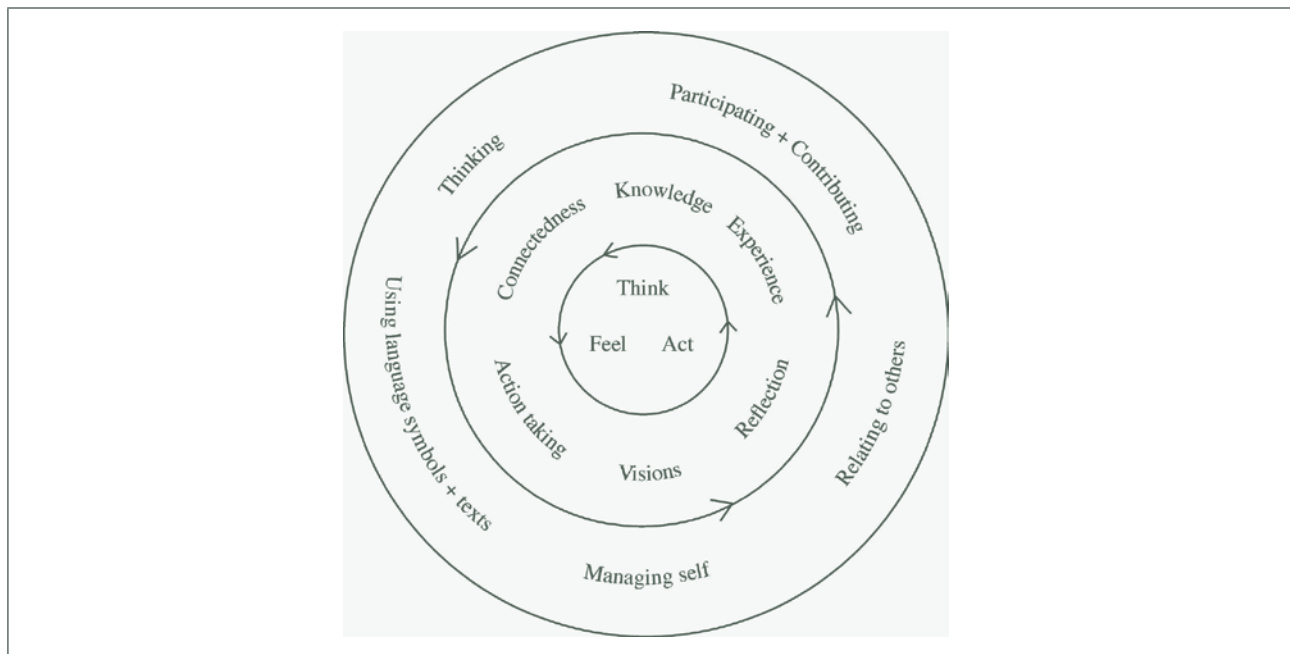 Participating + Contributing
Thinking
Knowledge
Connectedness
Experience
Think
Feel
Act
Using language symbols + texts
Action taking
Reflection
Relating to others
Visions
Managing self